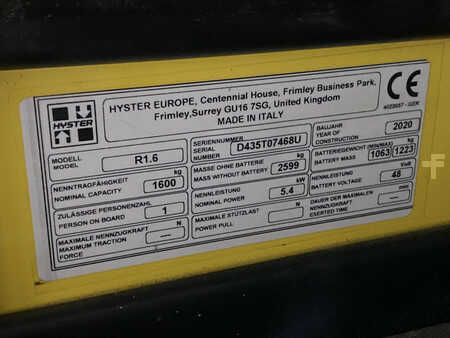 HYSTER
HYSTER EUROPE, Centennial House, Frimley Business Park,
Frimley, Surrey GU16 7SG, United Kingdom
MADE IN ITALY
CE
MODELL
MODEL
R1.6
SERIENNUMMER
SERIAL
NUMBER
D435T07468U
BAUJAHR
YEAR OF
CONSTRUCTION
2020
NENNTRAGFÄHIGKEIT
NOMINAL CAPACITY
kg
1600
MASSE OHNE BATTERIE
MASS WITHOUT BATTERY
kg
2599
BATTERIEGEWICHT (MIN/MAX)
BATTERY MASS
kg
1063/1223
ZULÄSSIGE PERSONENZAHL
PERSON ON BOARD
1
NENNLEISTUNG
NOMINAL POWER
kW
5.4
NENNLEISTUNG
BATTERY VOLTAGE
Volt
48
MAXIMALE NENNZUGKRAFT
MAXIMUM TRACTION
FORCE
N
—
MAXIMALE STÜTZLAST
POWER PULL
N
—
DAUER DER MAXIMALEN
NENNZUGKRAFT
EXERTED TIME
min
—